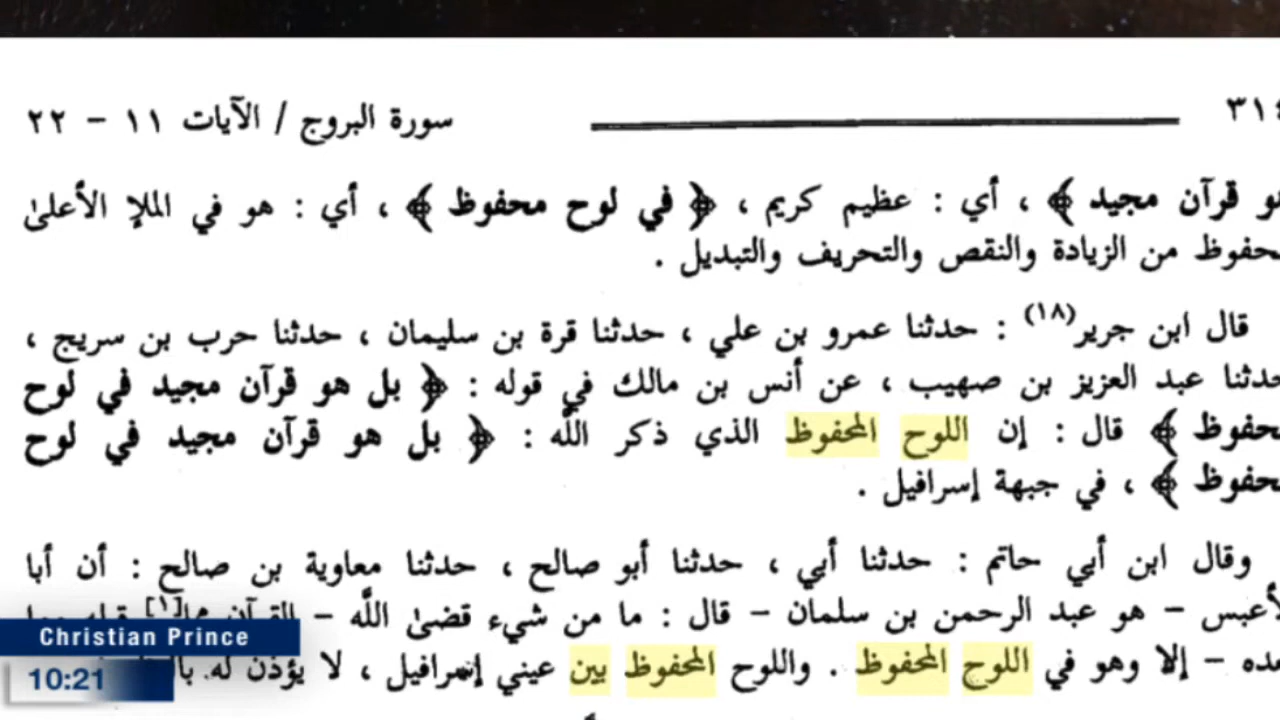 ٣١٤ سورة البروج / الآيات ١١ - ٢٢
قرآن مجيد ﴾ ، أي : عظيم كريم ، ﴿ في لوح محفوظ ﴾ ، أي : هو في الملإ الأعلىٰ
من الزيادة والنقص والتحريف والتبديل .
قال ابن جرير(١٨) : حدثنا عمرو بن علي ، حدثنا قرة بن سليمان ، حدثنا حرب بن سريج ،
حدثنا عبد العزيز بن صهيب ، عن أنس بن مالك في قوله : ﴿ بل هو قرآن مجيد في لوح
محفوظ ﴾ قال : إن اللوح المحفوظ الذي ذكر اللَّه : ﴿ بل هو قرآن مجيد في لوح
محفوظ ﴾ ، في جبهة إسرافيل .
وقال ابن أبي حاتم : حدثنا أبي ، حدثنا أبو صالح ، حدثنا معاوية بن صالح : أن أبا
الأعبس - هو عبد الرحمن بن سلمان - قال : ما من شيء قضىٰ اللَّه - القرآن
- إلا وهو في اللوح المحفوظ . واللوح المحفوظ بين عيني إسرافيل ، لا يؤذن له
Christian Prince
10:21